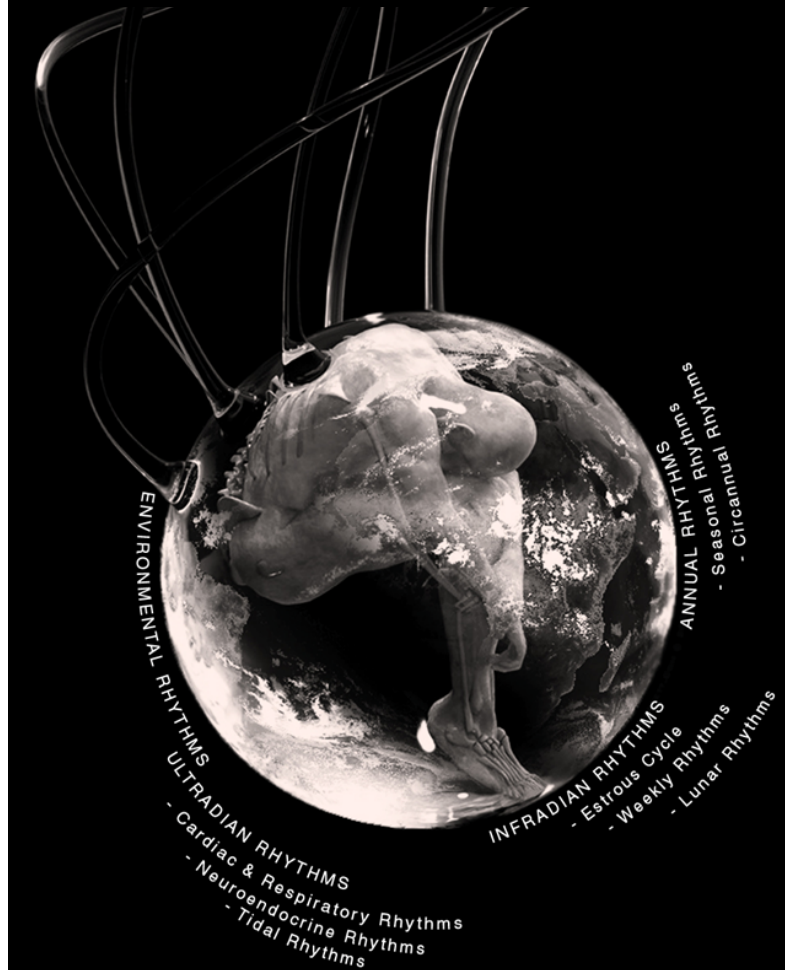 ENVIRONMENTAL RHYTHMS
ULTRADIAN RHYTHMS
- Cardiac & Respiratory Rhythms
- Neuroendocrine Rhythms
- Tidal Rhythms
INFRADIAN RHYTHMS
- Estrous Cycle
- Weekly Rhythms
- Lunar Rhythms
ANNUAL RHYTHMS
- Seasonal Rhythms
- Circannual Rhythms